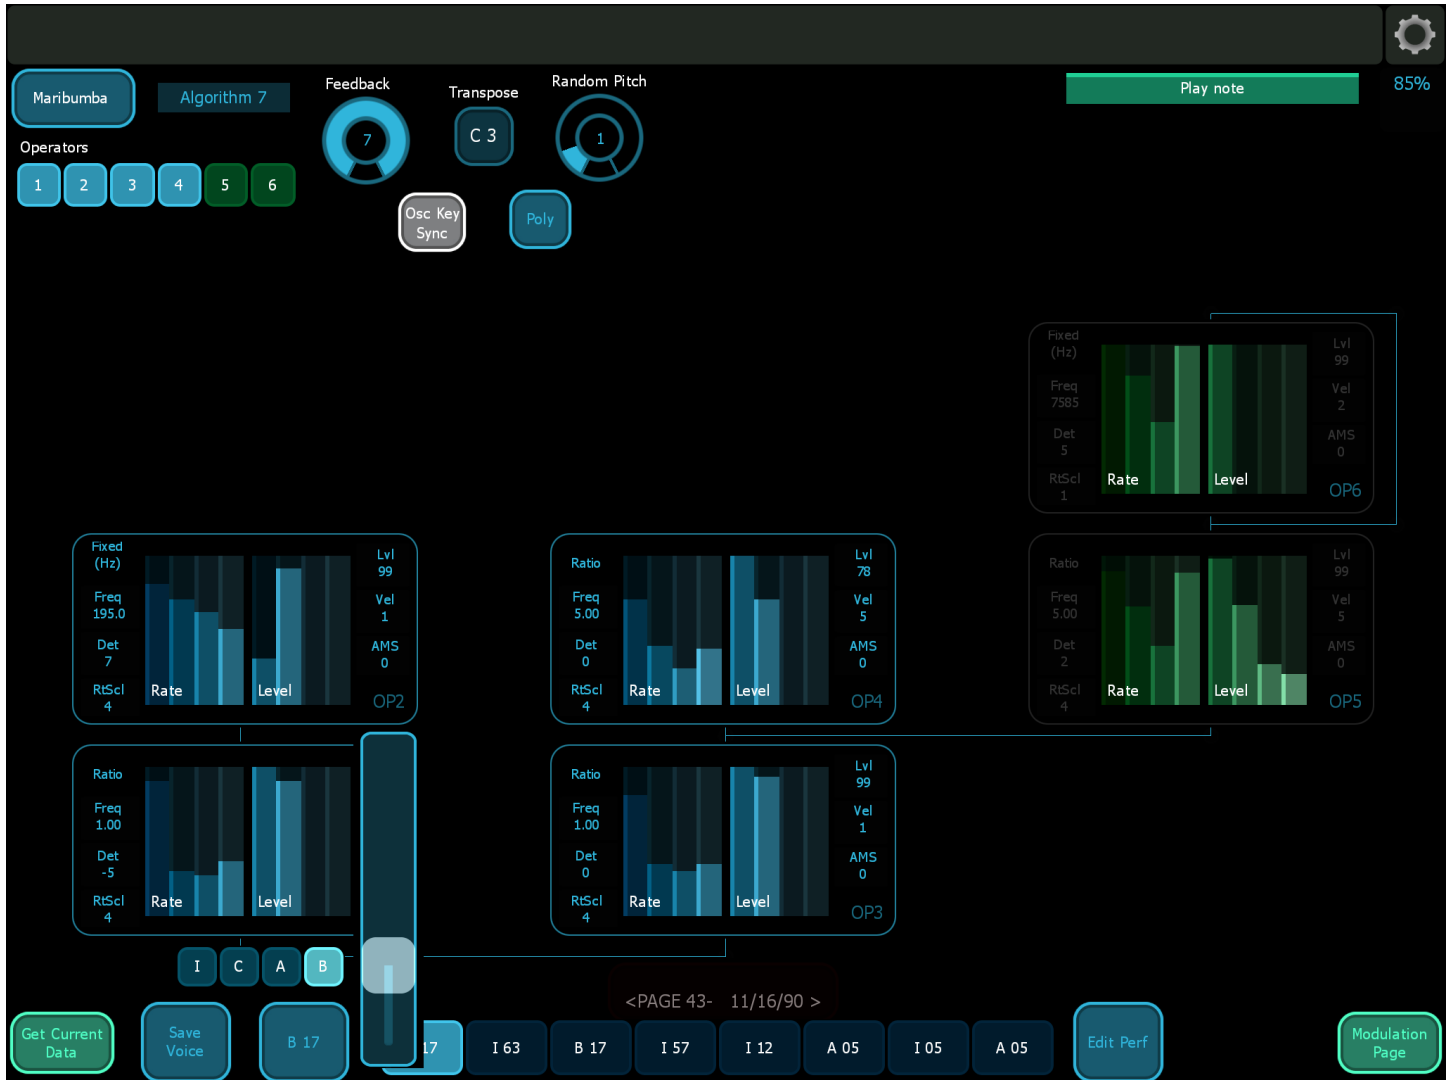 Maribumba
Algorithm 7
Feedback
7
Transpose
C 3
Random Pitch
1
Play note
85%
Operators
1 2 3 4 5 6
Osc Key
Sync
Poly
Fixed
(Hz)
Freq
7585
Det
5
RtScl
1
Rate
Level
Lvl
99
Vel
2
AMS
0
OP6
Fixed
(Hz)
Freq
195.0
Det
7
RtScl
4
Rate
Level
Lvl
99
Vel
1
AMS
0
OP2
Ratio
Freq
5.00
Det
0
RtScl
4
Rate
Level
Lvl
78
Vel
5
AMS
0
OP4
Ratio
Freq
5.00
Det
2
RtScl
4
Rate
Level
Lvl
99
Vel
5
AMS
0
OP5
Ratio
Freq
1.00
Det
-5
RtScl
4
Rate
Level
Ratio
Freq
1.00
Det
0
RtScl
4
Rate
Level
Lvl
99
Vel
1
AMS
0
OP3
I C A B
<PAGE 43- 11/16/90 >
Get Current
Data
Save
Voice
B 17
17
I 63
B 17
I 57
I 12
A 05
I 05
A 05
Edit Perf
Modulation
Page